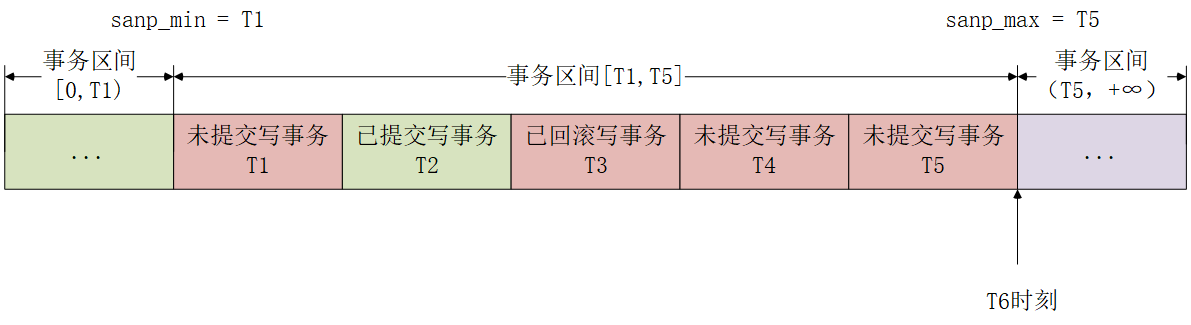 sanp_min = T1
sanp_max = T5
事务区间
[0,T1)
事务区间[T1,T5]
事务区间
（T5，+∞）
...
未提交写事务
T1
已提交写事务
T2
已回滚写事务
T3
未提交写事务
T4
未提交写事务
T5
...
T6时刻